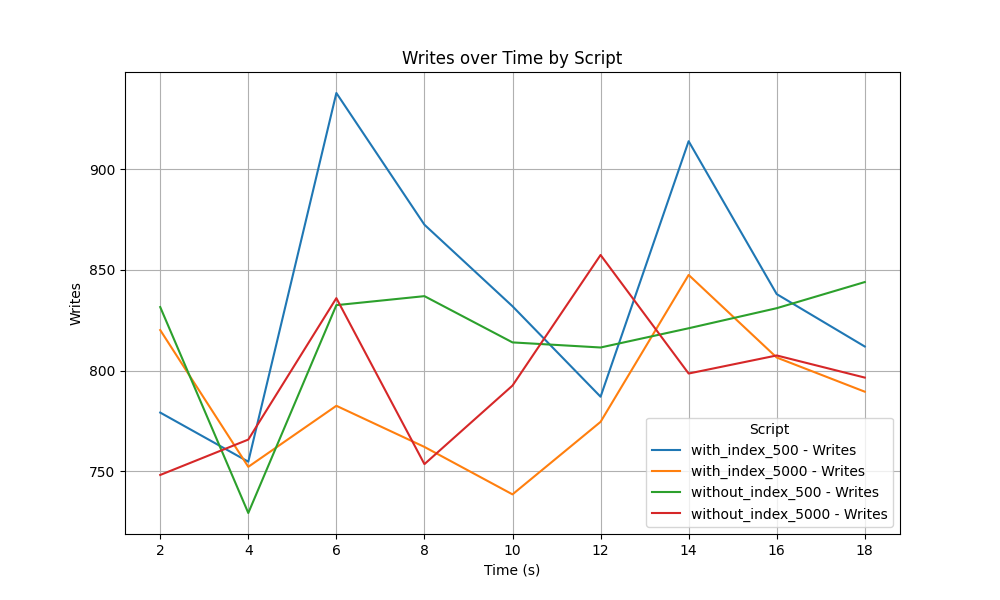 Writes over Time by Script
Writes
900
850
800
750
2 4 6 8 10 12 14 16 18
Time (s)
Script
with_index_500 - Writes
with_index_5000 - Writes
without_index_500 - Writes
without_index_5000 - Writes